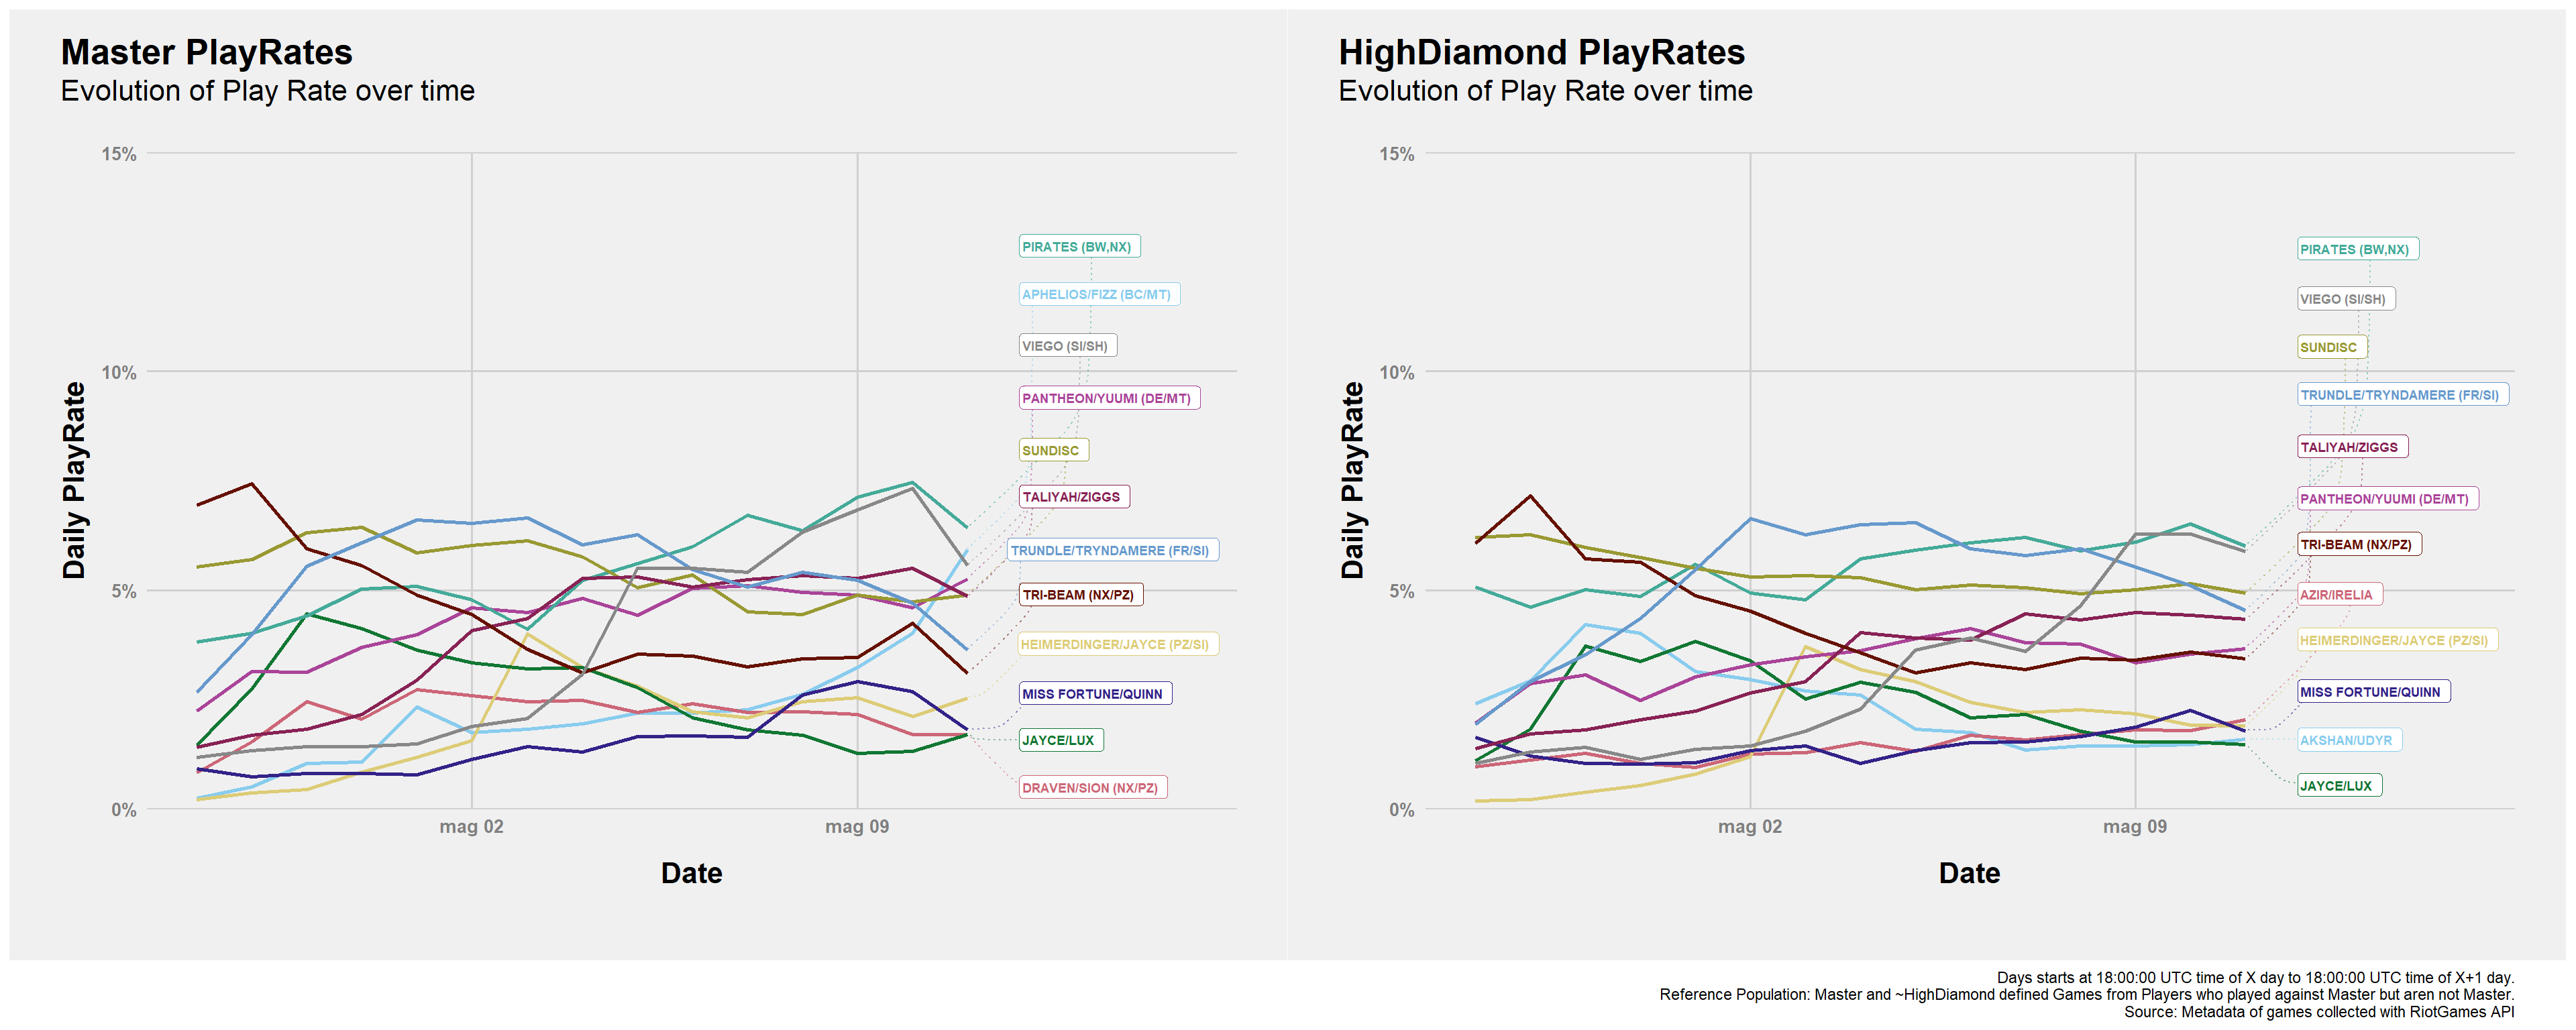 Master PlayRates
Evolution of Play Rate over time
Daily PlayRate
15%
10%
5%
0%
mag 02
mag 09
Date
PIRATES (BW,NX)
APHELIOS/FIZZ (BC/MT)
VIEGO (SI/SH)
PANTHEON/YUUMI (DE/MT)
SUNDISC
TALIYAH/ZIGGS
TRUNDLE/TRYNDAMERE (FR/SI)
TRI-BEAM (NX/PZ)
HEIMERDINGER/JAYCE (PZ/SI)
MISS FORTUNE/QUINN
JAYCE/LUX
DRAVEN/SION (NX/PZ)
HighDiamond PlayRates
Evolution of Play Rate over time
Daily PlayRate
15%
10%
5%
0%
mag 02
mag 09
Date
PIRATES (BW,NX)
VIEGO (SI/SH)
SUNDISC
TRUNDLE/TRYNDAMERE (FR/SI)
TALIYAH/ZIGGS
PANTHEON/YUUMI (DE/MT)
TRI-BEAM (NX/PZ)
AZIR/IRELIA
HEIMERDINGER/JAYCE (PZ/SI)
MISS FORTUNE/QUINN
AKSHAN/UDYR
JAYCE/LUX
Days starts at 18:00:00 UTC time of X day to 18:00:00 UTC time of X+1 day.
Reference Population: Master and ~HighDiamond defined Games from Players who played against Master but aren not Master.
Source: Metadata of games collected with RiotGames API